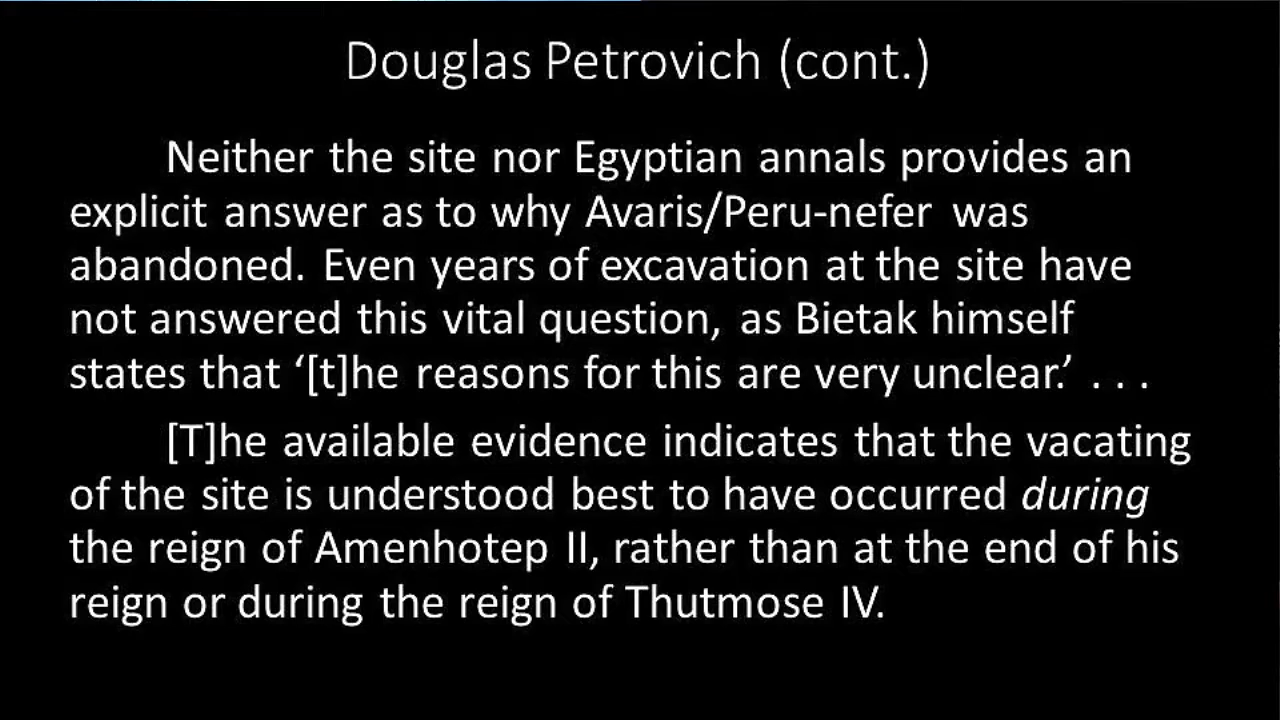 Douglas Petrovich (cont.)
Neither the site nor Egyptian annals provides an
explicit answer as to why Avaris/Peru-nefer was
abandoned. Even years of excavation at the site have
not answered this vital question, as Bietak himself
states that ‘[t]he reasons for this are very unclear.’ . . .
[T]he available evidence indicates that the vacating
of the site is understood best to have occurred during
the reign of Amenhotep II, rather than at the end of his
reign or during the reign of Thutmose IV.